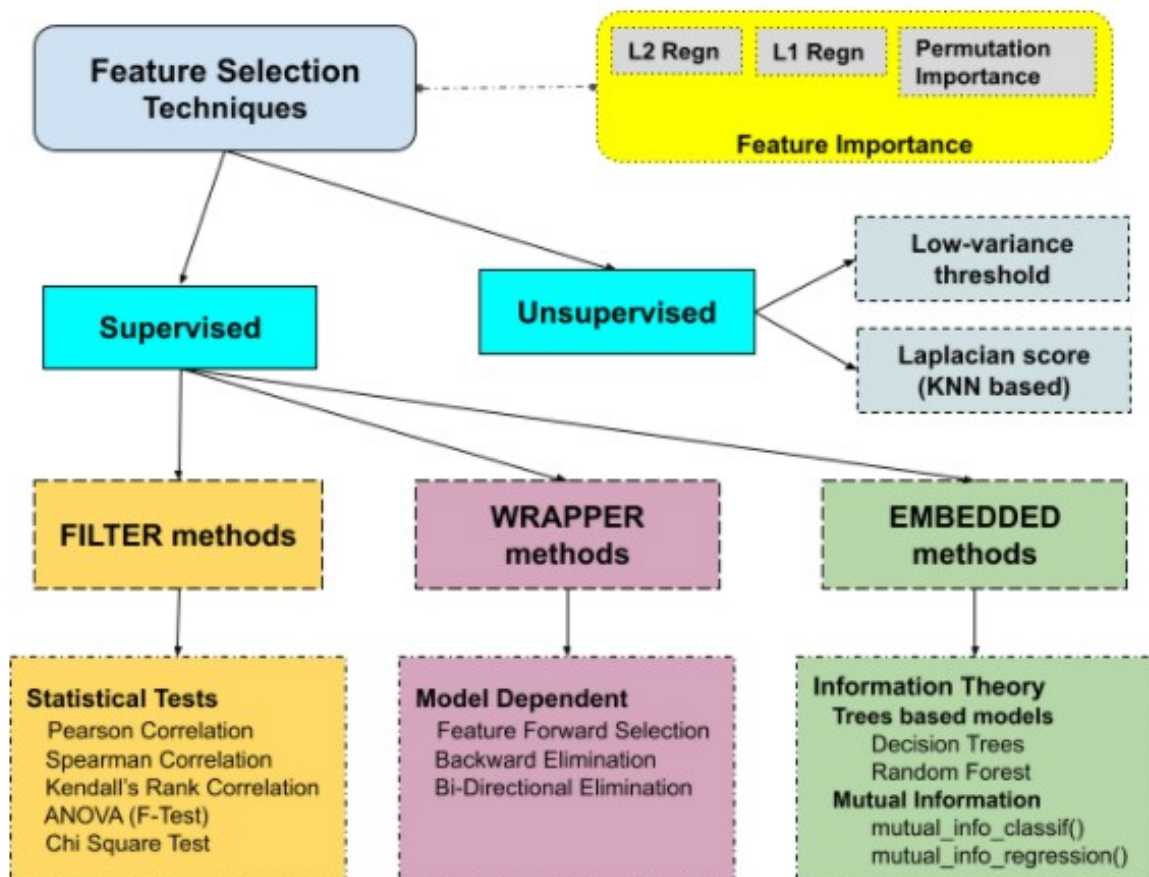 Feature Selection
Techniques
L2 Regn
L1 Regn
Permutation
Importance
Feature Importance
Supervised
Unsupervised
Low-variance
threshold
Laplacian score
(KNN based)
FILTER methods
WRAPPER
methods
EMBEDDED
methods
Statistical Tests
Pearson Correlation
Spearman Correlation
Kendall's Rank Correlation
ANOVA (F-Test)
Chi Square Test
Model Dependent
Feature Forward Selection
Backward Elimination
Bi-Directional Elimination
Information Theory
Trees based models
Decision Trees
Random Forest
Mutual Information
mutual_info_classif()
mutual_info_regression()